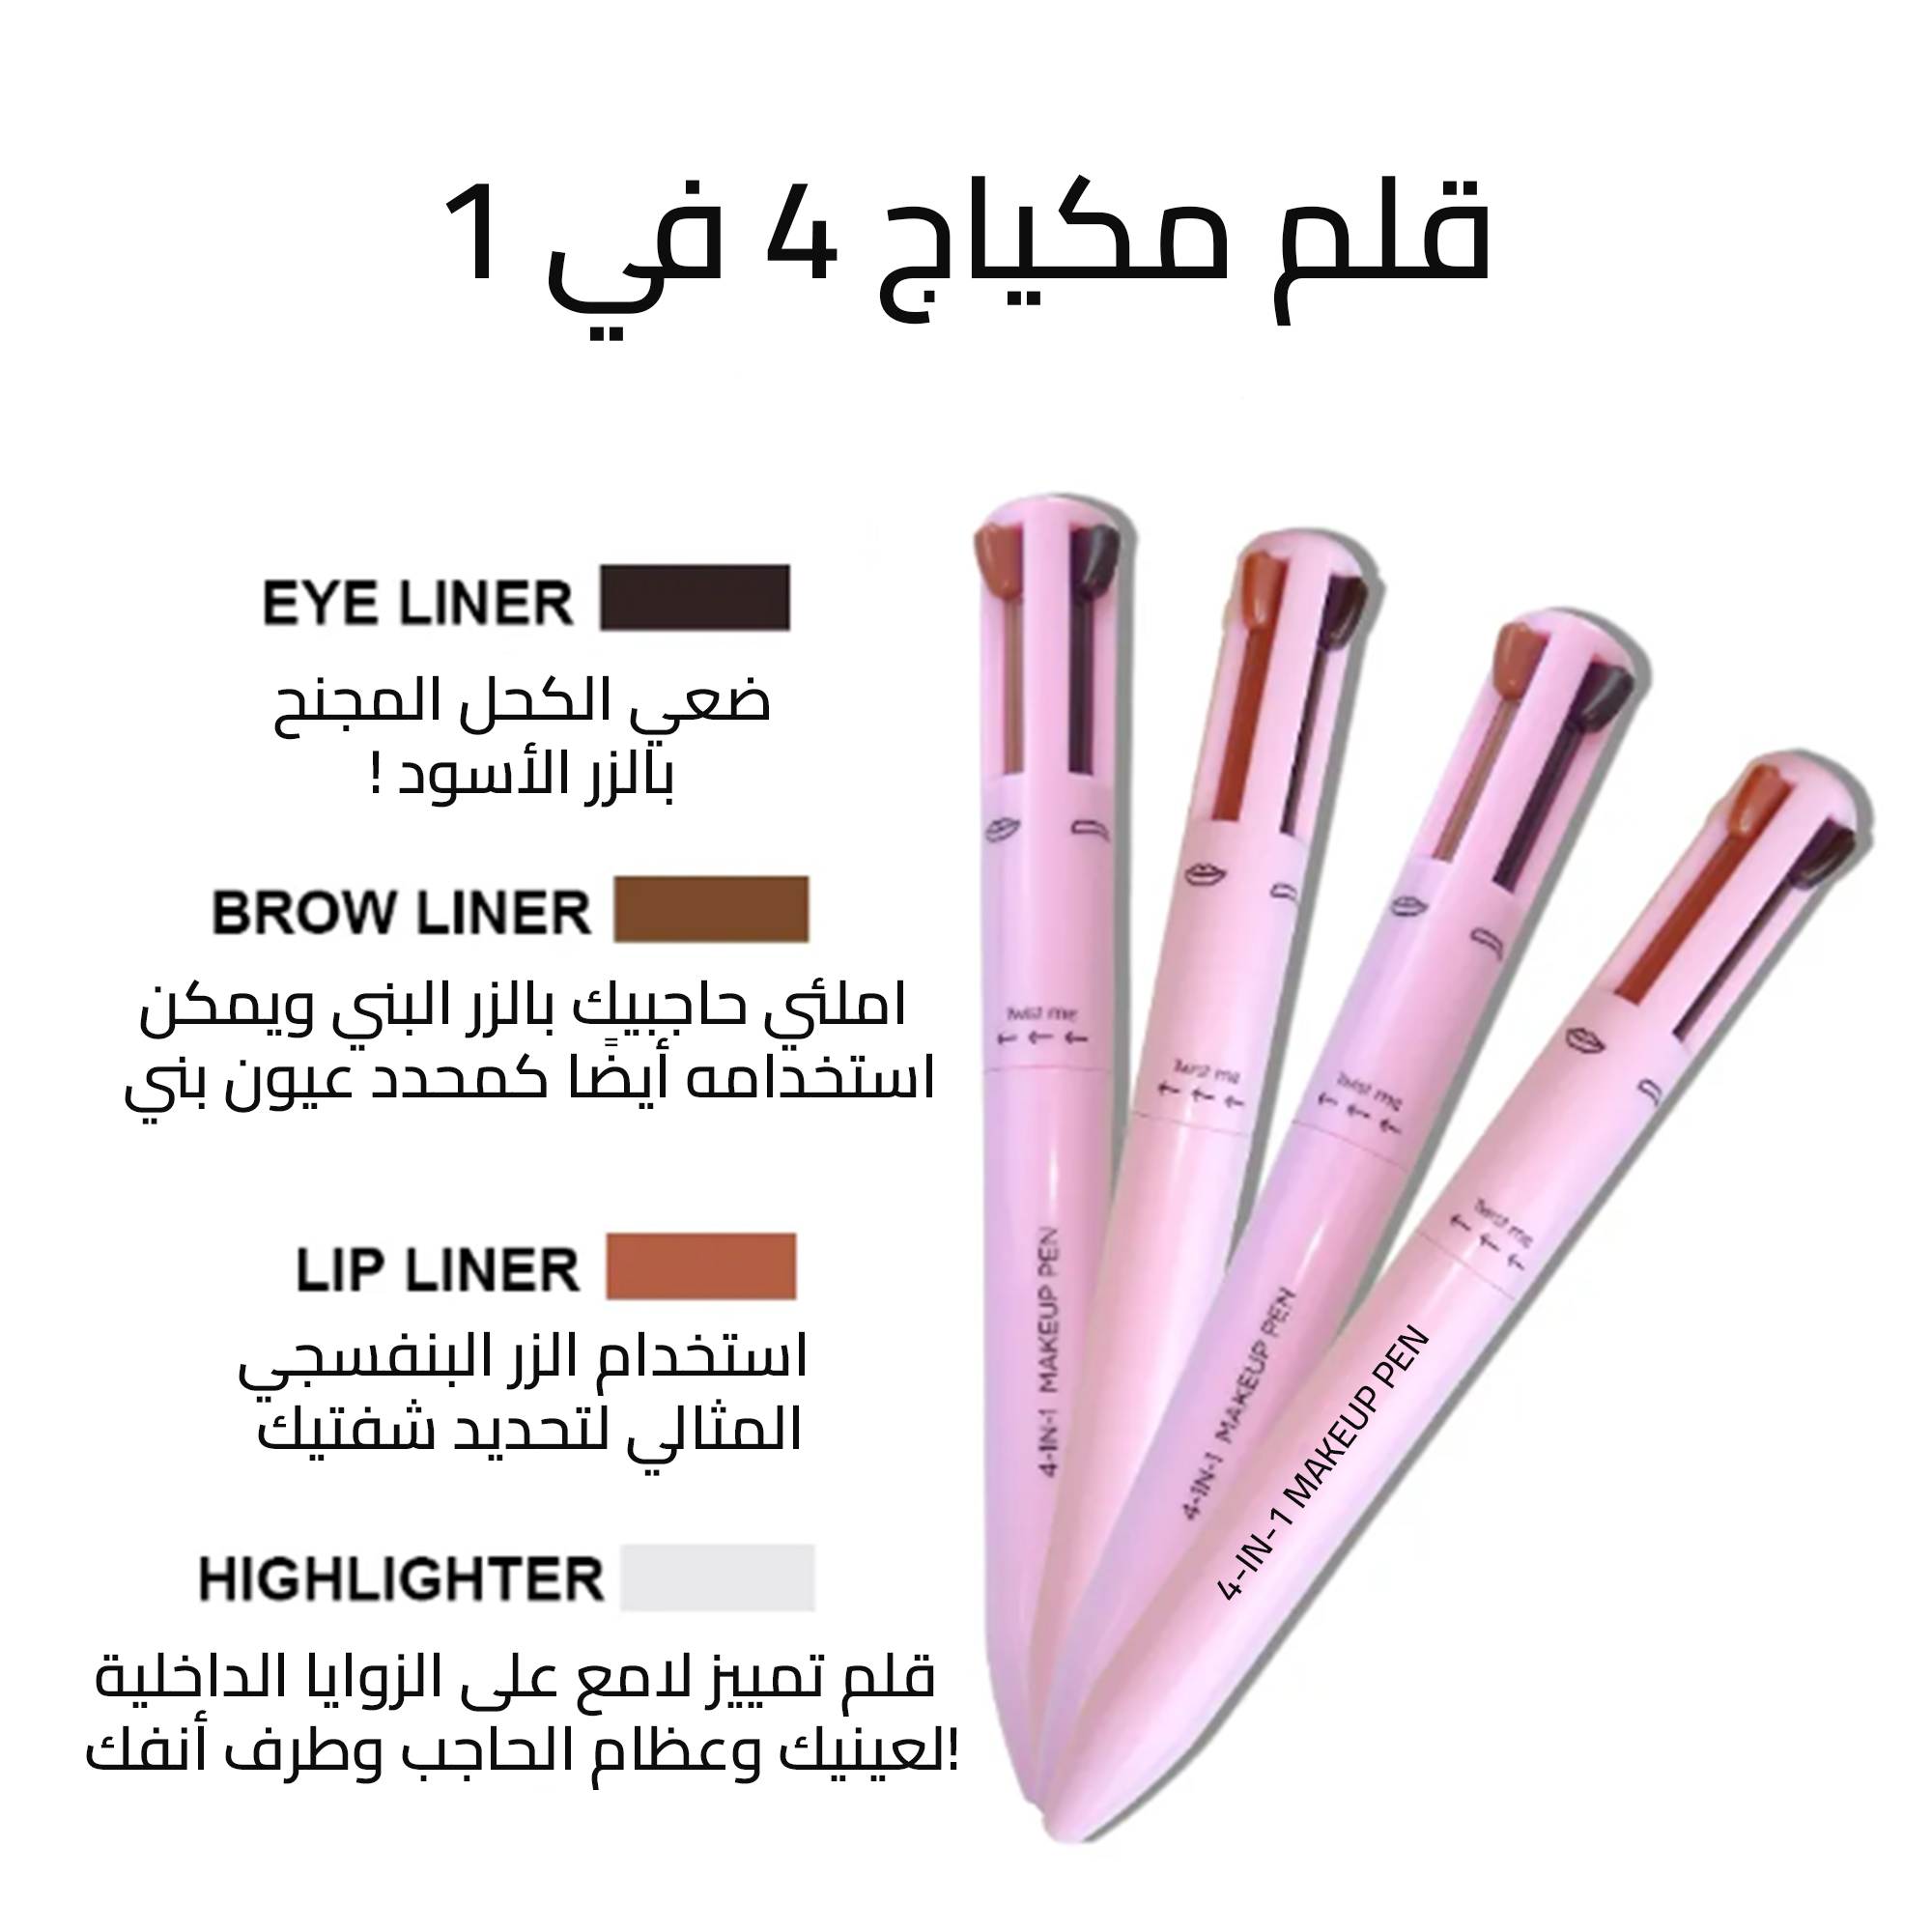 قلم مكياج 4 في 1
EYE LINER
ضعي الكحل المجنح
بالزر الأسود !
BROW LINER
املئي حاجبيك بالزر البني ويمكن
استخدامه أيضًا كمحدد عيون بني
LIP LINER
استخدام الزر البنفسجي
المثالي لتحديد شفتيك
HIGHLIGHTER
قلم تمييز لامع على الزوايا الداخلية
لعينيك وعظام الحاجب وطرف أنفك!
Twist me
4-IN-1 MAKEUP PEN
Twist me
Twist me
4-IN-1 MAKEUP PEN
Twist me
4-IN-1 MAKEUP PEN